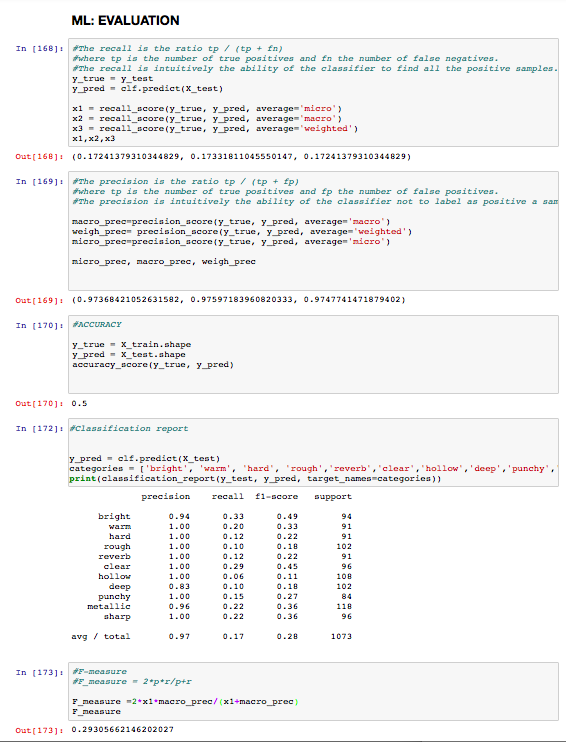 ML: EVALUATION
In [168]: #The recall is the ratio tp / (tp + fn)
#where tp is the number of true positives and fn the number of false negatives.
#The recall is intuitively the ability of the classifier to find all the positive samples.
y_true = y_test
y_pred = clf.predict(X_test)
x1 = recall_score(y_true, y_pred, average='micro')
x2 = recall_score(y_true, y_pred, average='macro')
x3 = recall_score(y_true, y_pred, average='weighted')
x1,x2,x3
Out[168]: (0.17241379310344829, 0.17331811045550147, 0.17241379310344829)
In [169]: #The precision is the ratio tp / (tp + fp)
#where tp is the number of true positives and fp the number of false positives.
#The precision is intuitively the ability of the classifier not to label as positive a sam
macro_prec=precision_score(y_true, y_pred, average='macro')
weigh_prec= precision_score(y_true, y_pred, average='weighted')
micro_prec=precision_score(y_true, y_pred, average='micro')
micro_prec, macro_prec, weigh_prec
Out[169]: (0.97368421052631582, 0.97597183960820333, 0.9747741471879402)
In [170]: #ACCURACY
y_true = X_train.shape
y_pred = X_test.shape
accuracy_score(y_true, y_pred)
Out[170]: 0.5
In [172]: #Classification report
y_pred = clf.predict(X_test)
categories = ['bright', 'warm', 'hard', 'rough','reverb','clear','hollow','deep','punchy',
print(classification_report(y_test, y_pred, target_names=categories))
precision recall f1-score support
bright 0.94 0.33 0.49 94
warm 1.00 0.20 0.33 91
hard 1.00 0.12 0.22 91
rough 1.00 0.10 0.18 102
reverb 1.00 0.12 0.22 91
clear 1.00 0.29 0.45 96
hollow 1.00 0.06 0.11 108
deep 0.83 0.10 0.18 102
punchy 1.00 0.15 0.27 84
metallic 0.96 0.22 0.36 118
sharp 1.00 0.22 0.36 96
avg / total 0.97 0.17 0.28 1073
In [173]: #F-measure
#F_measure = 2*p*r/p+r
F_measure =2*x1*macro_prec/(x1+macro_prec)
F_measure
Out[173]: 0.29305662146202027